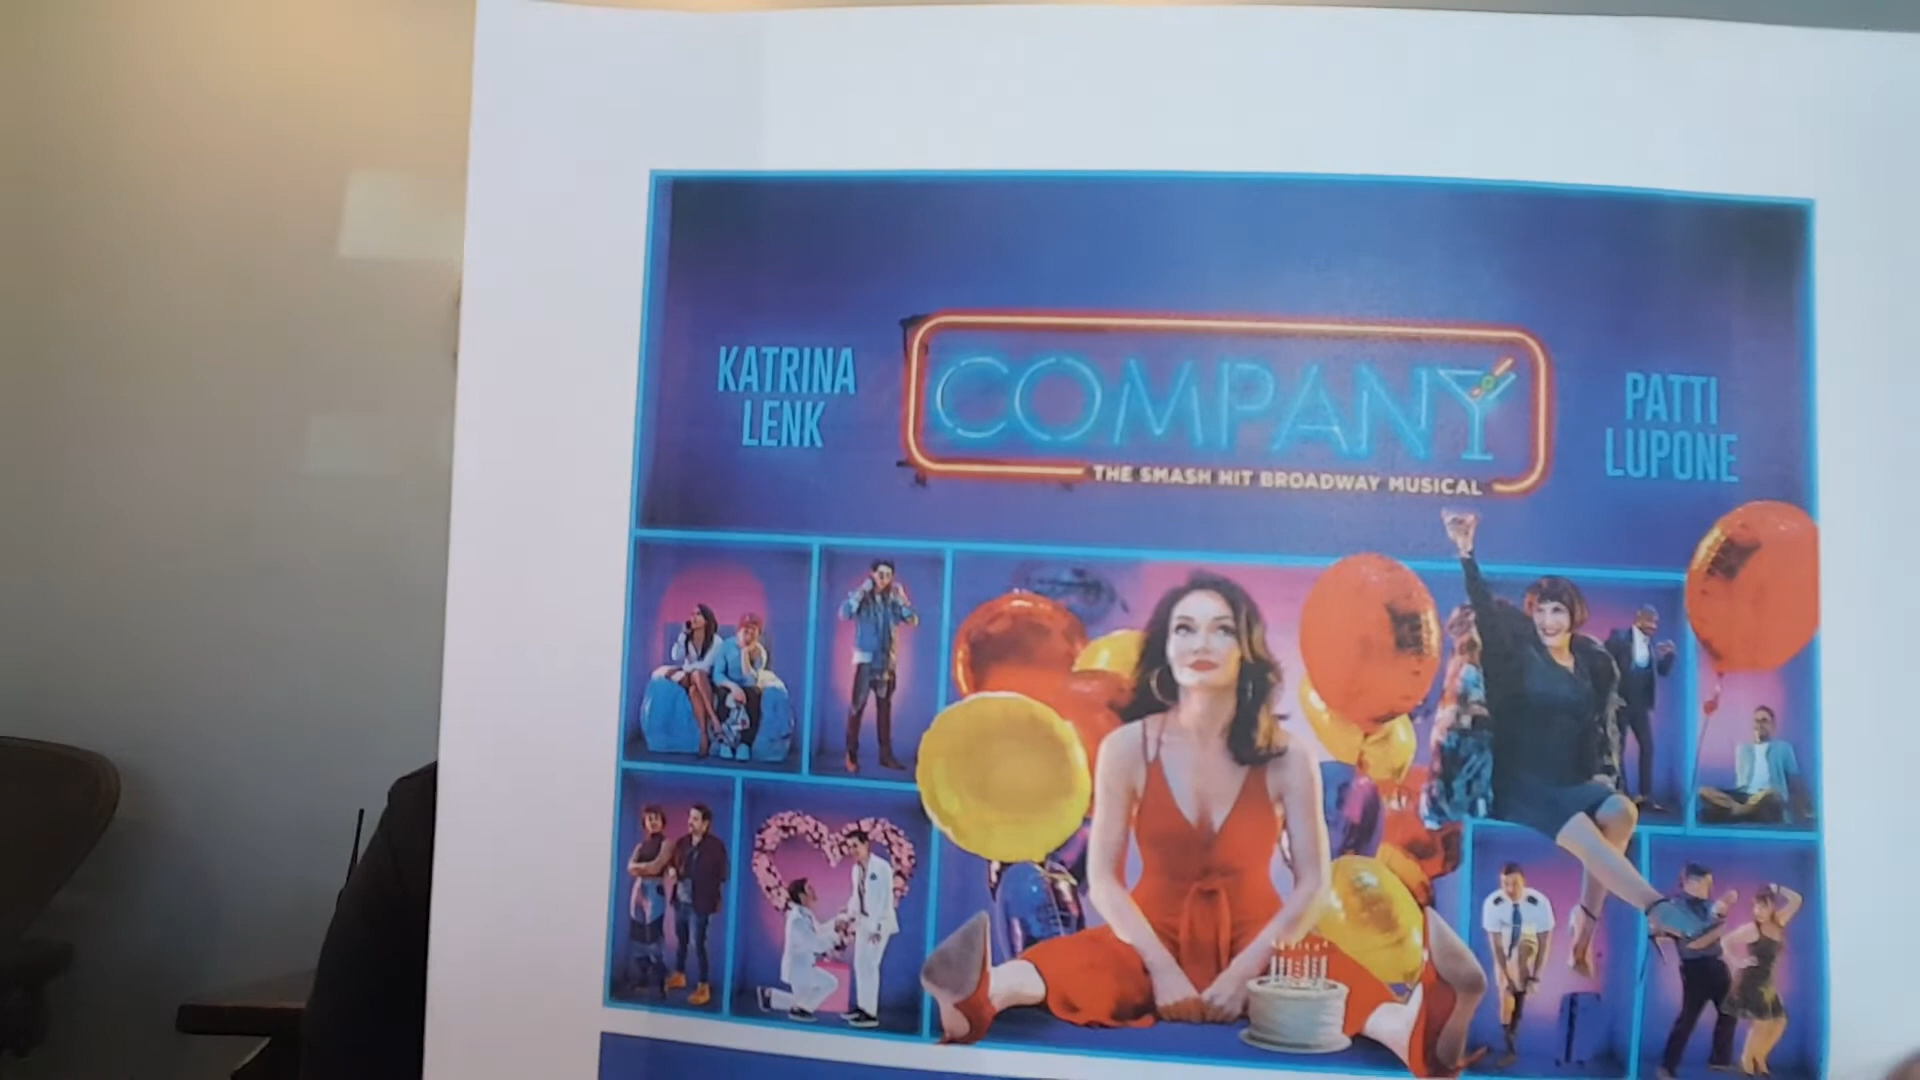 KATRINA
LENK
COMPANY
THE SMASH HIT BROADWAY MUSICAL
PATTI
LUPONE